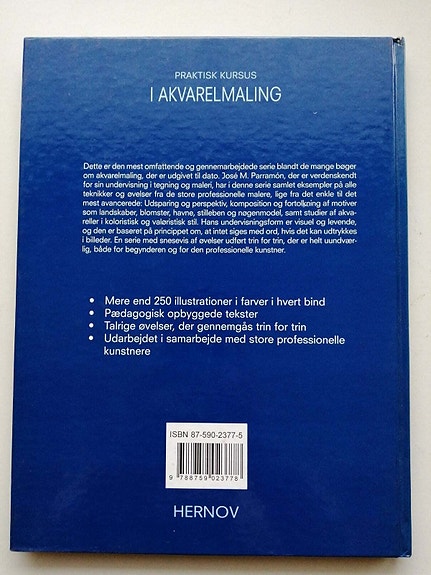 PRAKTISK KURSUS
I AKVARELMALING
Dette er den mest omfattende og gennemarbejdede serie blandt de mange bøger
om akvarelmaling, der er udgivet til dato. José M. Parramón, der er verdenskendt
for sin undervisning i tegning og maleri, har i denne serie samlet eksempler på alle
teknikker og øvelser fra de store professionelle malere, lige fra det enkle til det
mest avancerede: Udsparing og perspektiv, komposition og fortolkning af motiver
som landskaber, blomster, havne, stilleben og nøgenmodel, samt studier af akva-
reller i koloristisk og valøristisk stil. Hans undervisningsform er visuel og levende,
og den er baseret på princippet om, at intet siges med ord, hvis det kan udtrykkes
i billeder. En serie med snesevis af øvelser udført trin for trin, der er helt uundvær-
lig, både for begynderen og for den professionelle kunstner.
• Mere end 250 illustrationer i farver i hvert bind
• Pædagogisk opbyggede tekster
• Talrige øvelser, der gennemgås trin for trin
• Udarbejdet i samarbejde med store professionelle
kunstnere
ISBN 87-590-2377-5
9 788759 023778
HERNOV